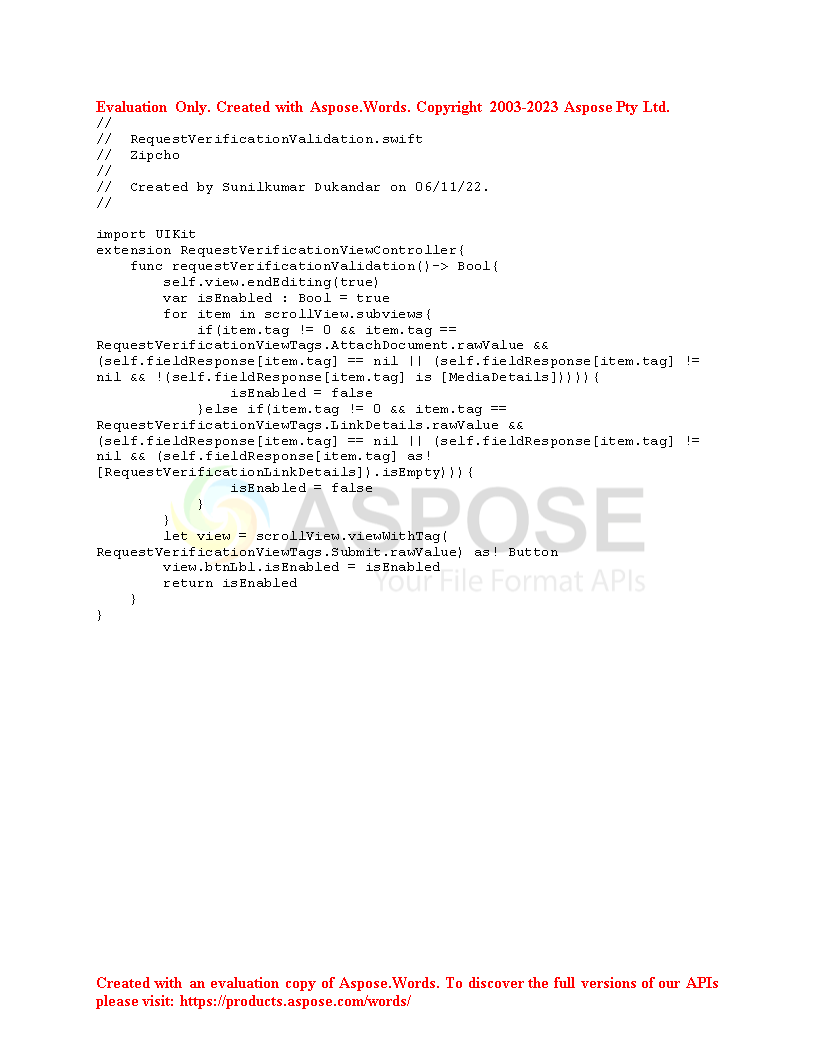 Evaluation Only. Created with Aspose.Words. Copyright 2003-2023 Aspose Pty Ltd.
//
//  RequestVerificationValidation.swift
//  Zipcho
//
//  Created by Sunilkumar Dukandar on 06/11/22.
//

import UIKit
extension RequestVerificationViewController{
    func requestVerificationValidation()-> Bool{
        self.view.endEditing(true)
        var isEnabled : Bool = true
        for item in scrollView.subviews{
            if(item.tag != 0 && item.tag ==
RequestVerificationViewTags.AttachDocument.rawValue &&
(self.fieldResponse[item.tag] == nil || (self.fieldResponse[item.tag] !=
nil && !(self.fieldResponse[item.tag] is [MediaDetails])))){
                isEnabled = false
            }else if(item.tag != 0 && item.tag ==
RequestVerificationViewTags.LinkDetails.rawValue &&
(self.fieldResponse[item.tag] == nil || (self.fieldResponse[item.tag] !=
nil && (self.fieldResponse[item.tag] as!
[RequestVerificationLinkDetails]).isEmpty))){
                isEnabled = false
            }
        }
        let view = scrollView.viewWithTag(
RequestVerificationViewTags.Submit.rawValue) as! Button
        view.btnLbl.isEnabled = isEnabled
        return isEnabled
    }
}
ASPOSE
Your File Format APIs
Created with an evaluation copy of Aspose.Words. To discover the full versions of our APIs
please visit: https://products.aspose.com/words/